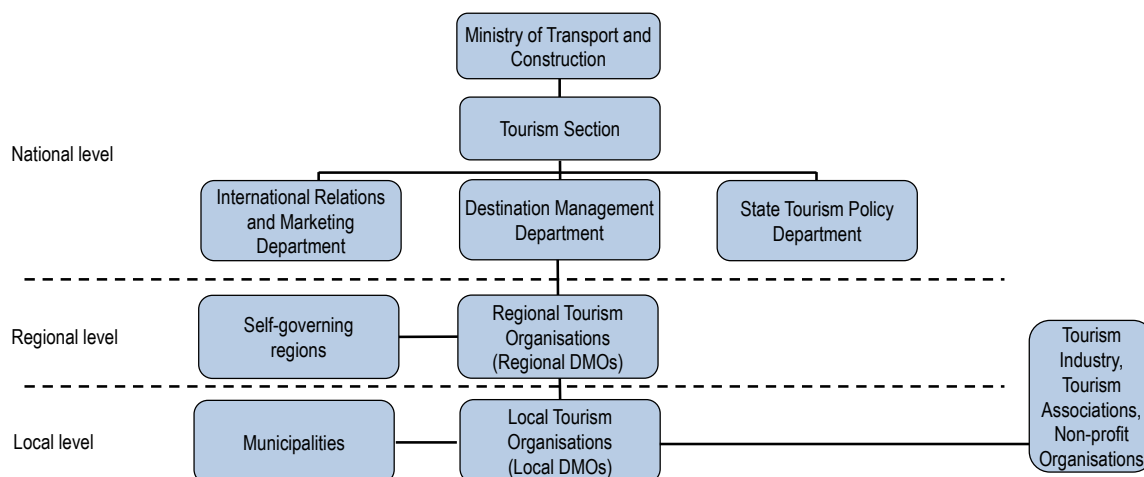 Ministry of Transport and
Construction
Tourism Section
National level
International Relations
and Marketing
Department
Destination Management
Department
State Tourism Policy
Department
Regional level
Self-governing
regions
Regional Tourism
Organisations
(Regional DMOs)
Tourism
Industry,
Tourism
Associations,
Non-profit
Organisations
Local level
Municipalities
Local Tourism
Organisations
(Local DMOs)